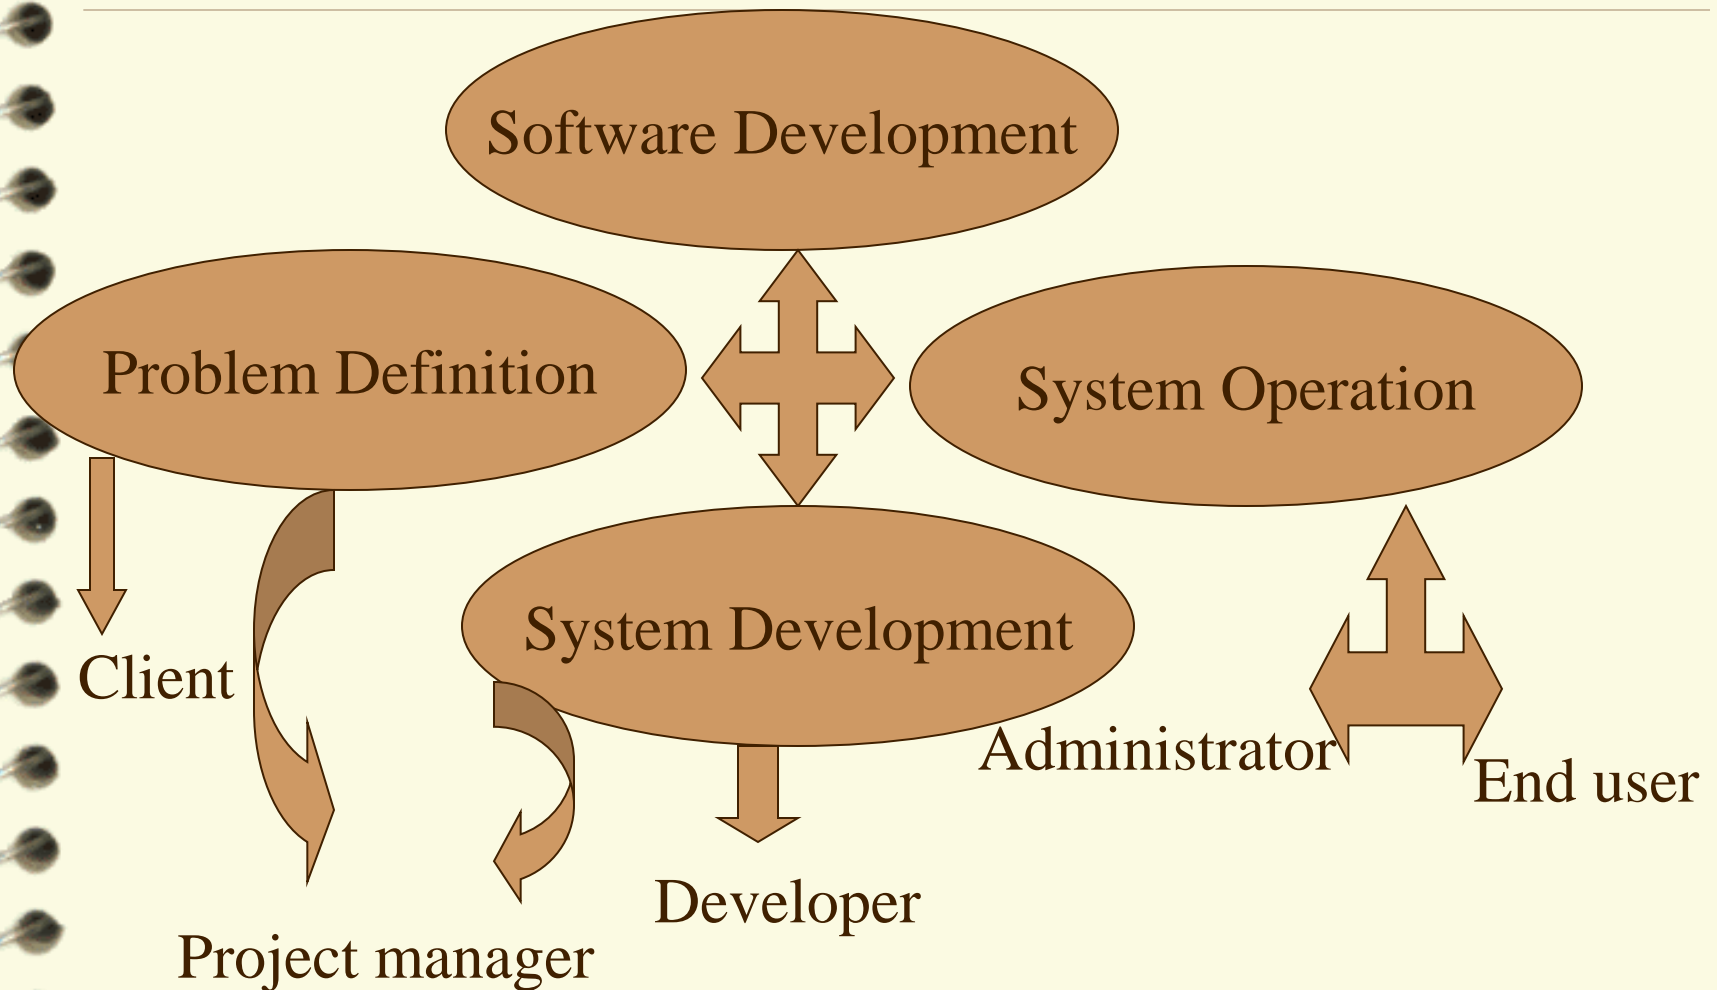 Software Development
Problem Definition
System Operation
System Development
Client
Administrator
End user
Developer
Project manager